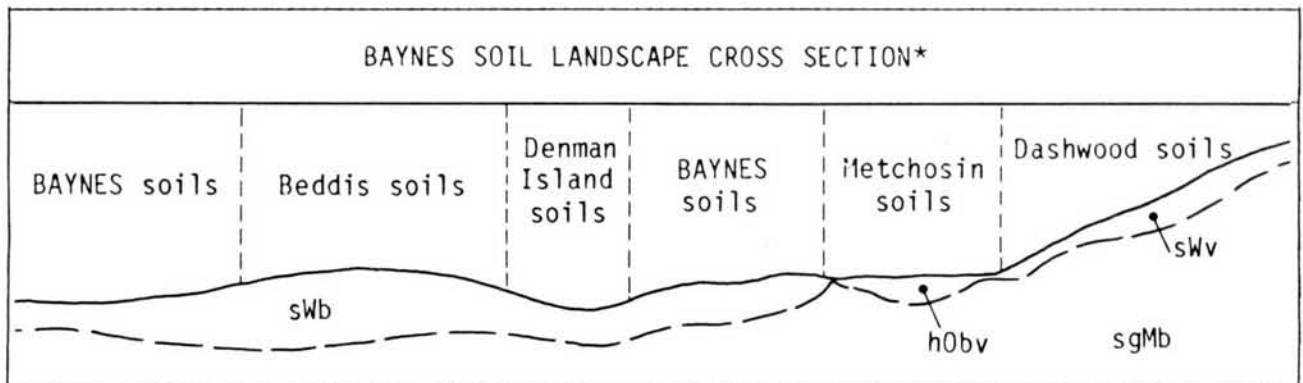 BAYNES SOIL LANDSCAPE CROSS SECTION*
BAYNES soils
Beddis soils
Denman
Island
soils
BAYNES
soils
Metchosin
soils
Dashwood soils
sWv
sWb
hObv
sgMb